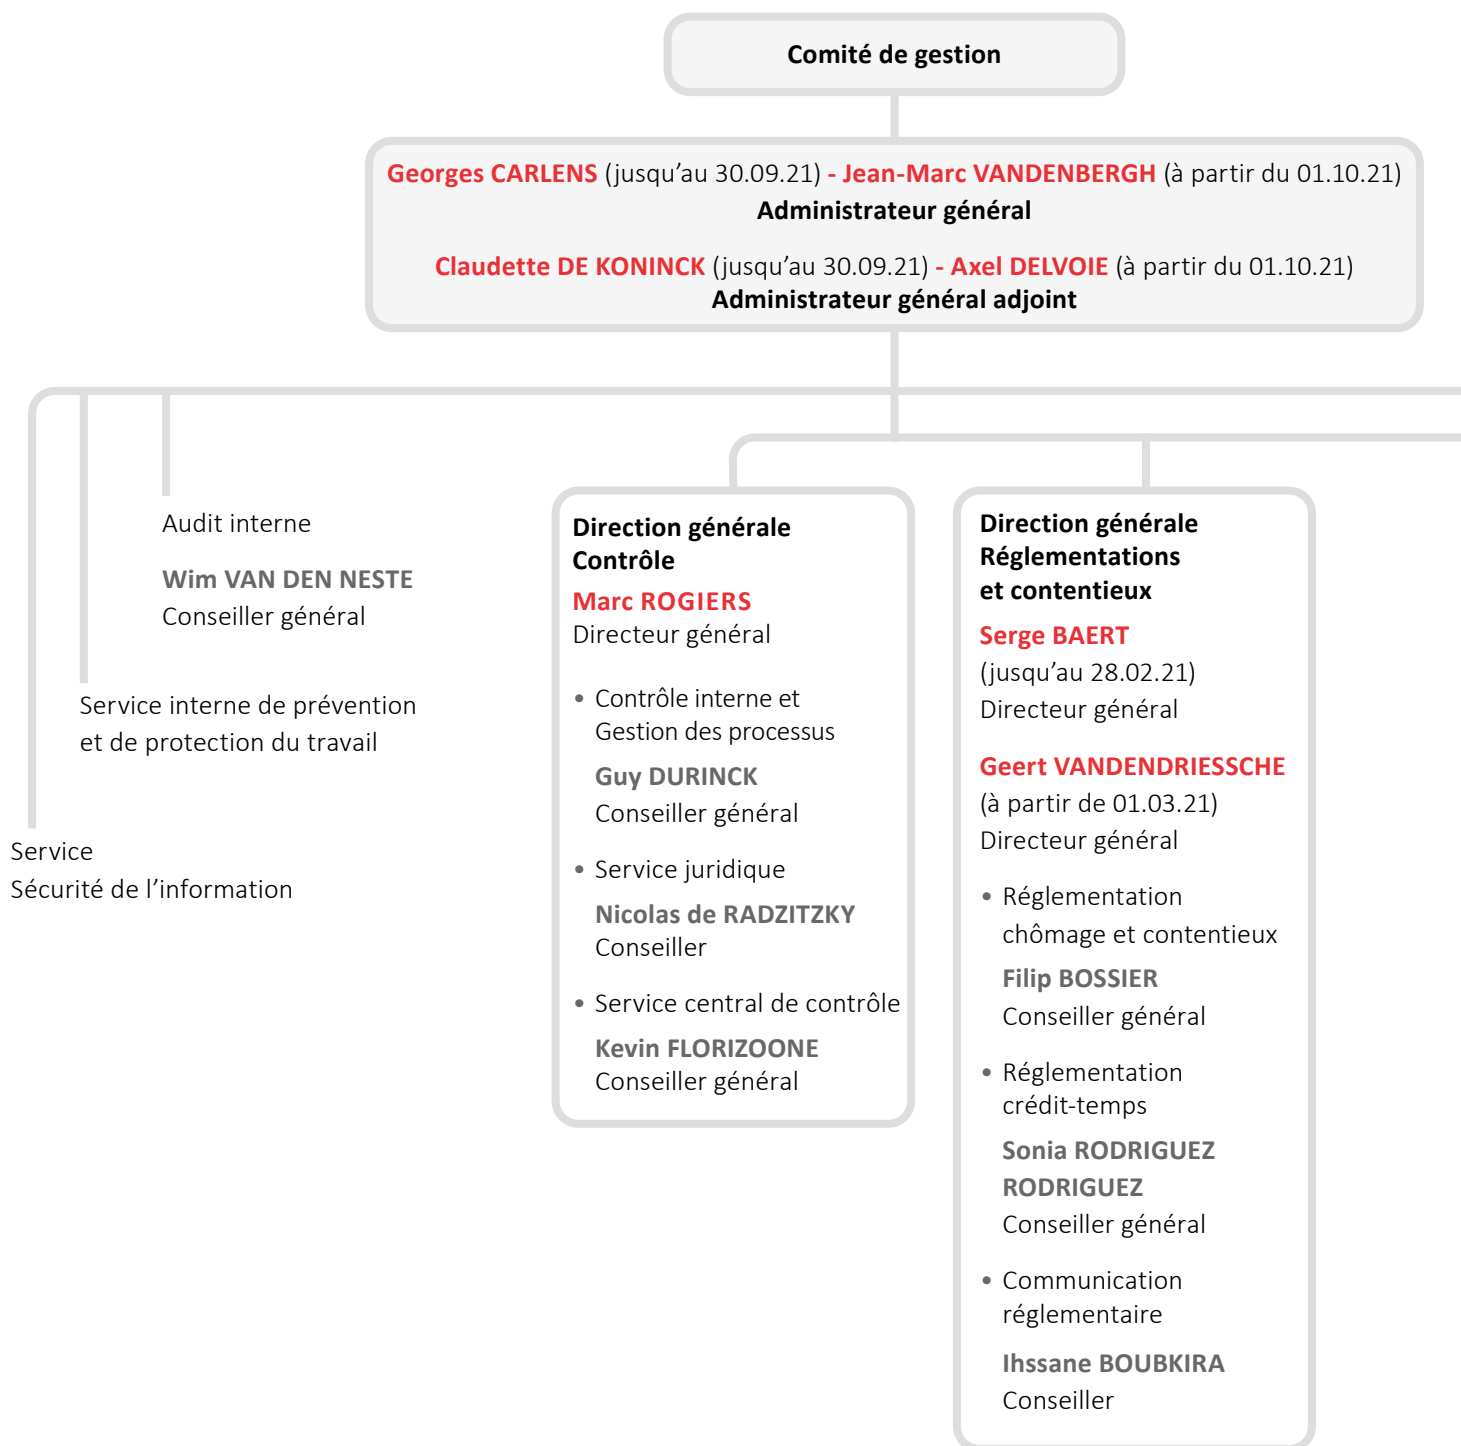 Comité de gestion
Georges CARLENS (jusqu’au 30.09.21) - Jean-Marc VANDENBERGH (à partir du 01.10.21)
Administrateur général
Claudette DE KONINCK (jusqu’au 30.09.21) - Axel DELVOIE (à partir du 01.10.21)
Administrateur général adjoint
Audit interne
Wim VAN DEN NESTE
Conseiller général
Service interne de prévention
et de protection du travail
Service
Sécurité de l’information
Direction générale
Contrôle
Marc ROGIERS
Directeur général
• Contrôle interne et
Gestion des processus
Guy DURINCK
Conseiller général
• Service juridique
Nicolas de RADZITZKY
Conseiller
• Service central de contrôle
Kevin FLORIZOONE
Conseiller général
Direction générale
Réglementations
et contentieux
Serge BAERT
(jusqu’au 28.02.21)
Directeur général
Geert VANDENDRIESSCHE
(à partir de 01.03.21)
Directeur général
• Réglementation
chômage et contentieux
Filip BOSSIER
Conseiller général
• Réglementation
crédit-temps
Sonia RODRIGUEZ
RODRIGUEZ
Conseiller général
• Communication
réglementaire
Ihssane BOUBKIRA
Conseiller